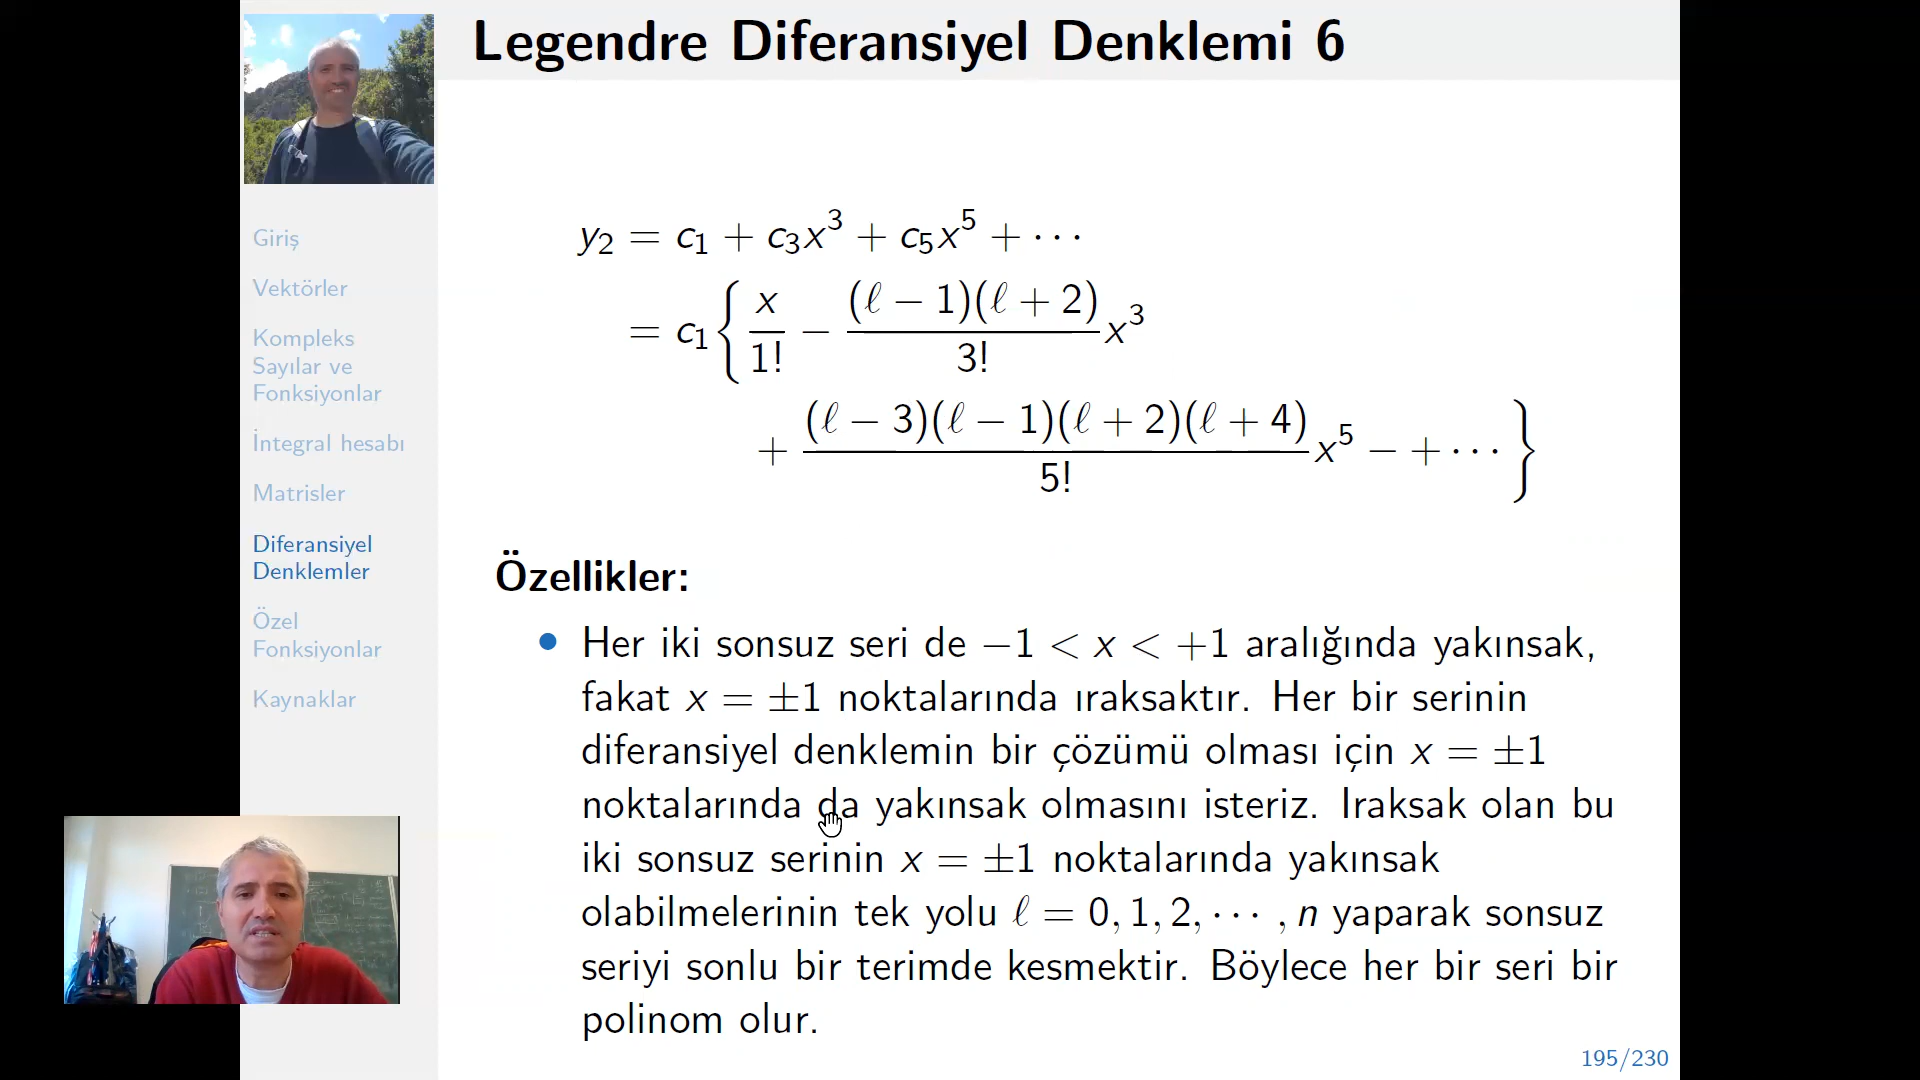 Legendre Diferansiyel Denklemi 6
Giriş
Vektörler
Kompleks
Sayılar ve
Fonksiyonlar
İntegral hesabı
Matrisler
Diferansiyel
Denklemler
Özel
Fonksiyonlar
Kaynaklar
y₂ = c₁ + c₃x³ + c₅x⁵ + ···
= c₁ { x/1! − (ℓ − 1)(ℓ + 2)/3! x³
+ (ℓ − 3)(ℓ − 1)(ℓ + 2)(ℓ + 4)/5! x⁵ − + ··· }
Özellikler:
• Her iki sonsuz seri de −1 < x < +1 aralığında yakınsak,
fakat x = ±1 noktalarında ıraksaktır. Her bir serinin
diferansiyel denklemin bir çözümü olması için x = ±1
noktalarında da yakınsak olmasını isteriz. Iraksak olan bu
iki sonsuz serinin x = ±1 noktalarında yakınsak
olabilmelerinin tek yolu ℓ = 0, 1, 2, ··· , n yaparak sonsuz
seriyi sonlu bir terimde kesmektir. Böylece her bir seri bir
polinom olur.
195/230